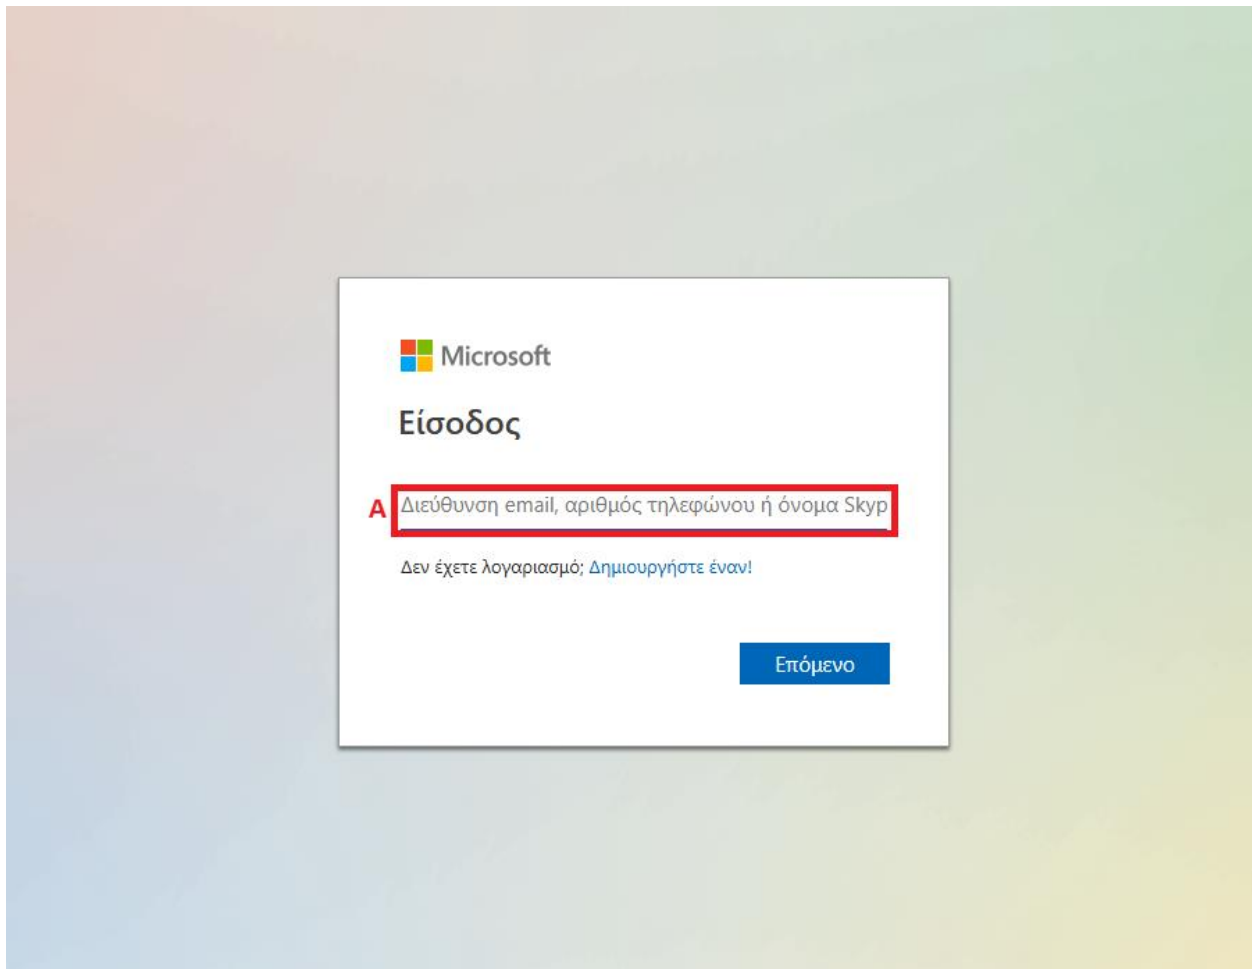 Microsoft
Είσοδος
A Διεύθυνση email, αριθμός τηλεφώνου ή όνομα Skyp
Δεν έχετε λογαριασμό; Δημιουργήστε έναν!
Επόμενο